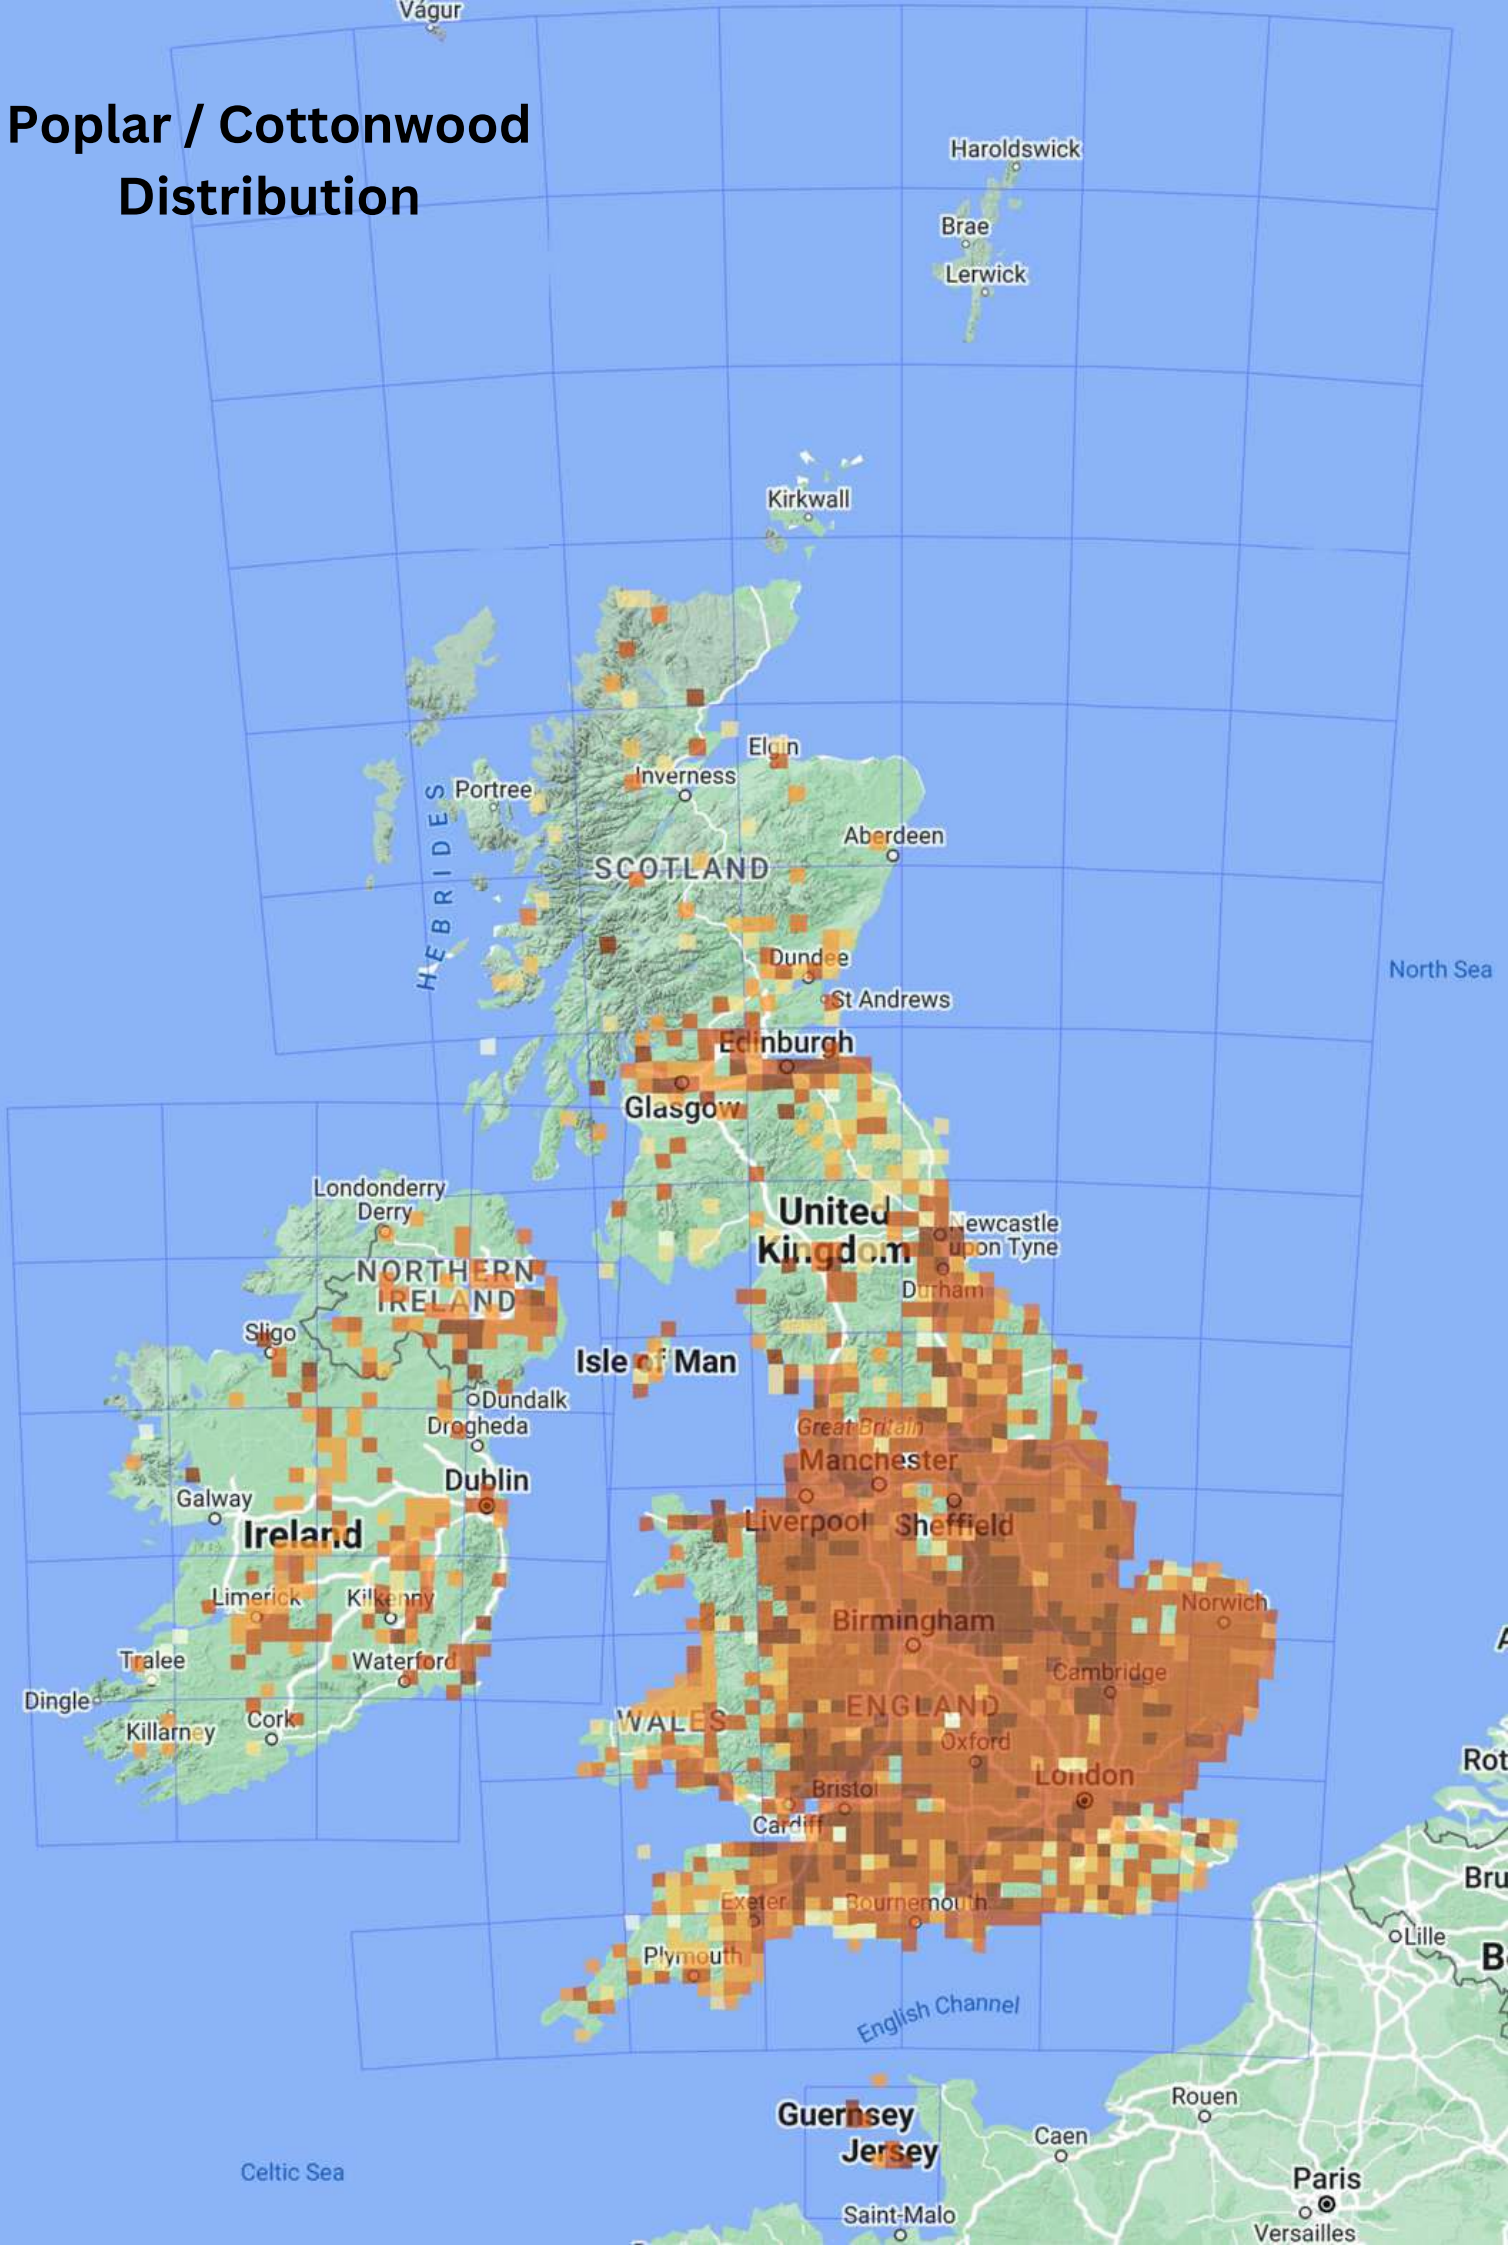 Vágur
Poplar / Cottonwood
Distribution
Haroldswick
Brae
Lerwick
Kirkwall
Elgin
Inverness
Portree
HEBRIDES
Aberdeen
SCOTLAND
Dundee
North Sea
St Andrews
Edinburgh
Glasgow
Londonderry
Derry
United
Kingdom
Newcastle
upon Tyne
NORTHERN
IRELAND
Durham
Sligo
Isle of Man
Dundalk
Drogheda
Great Britain
Manchester
Dublin
Galway
Ireland
Liverpool
Sheffield
Limerick
Kilkenny
Norwich
Birmingham
Tralee
Waterford
Cambridge
Dingle
ENGLAND
Killarney
Cork
WALES
Oxford
Rot
London
Bristol
Cardiff
Bru
Exeter
Bournemouth
Lille
Plymouth
B
English Channel
Rouen
Guernsey
Caen
Jersey
Celtic Sea
Paris
Saint-Malo
Versailles